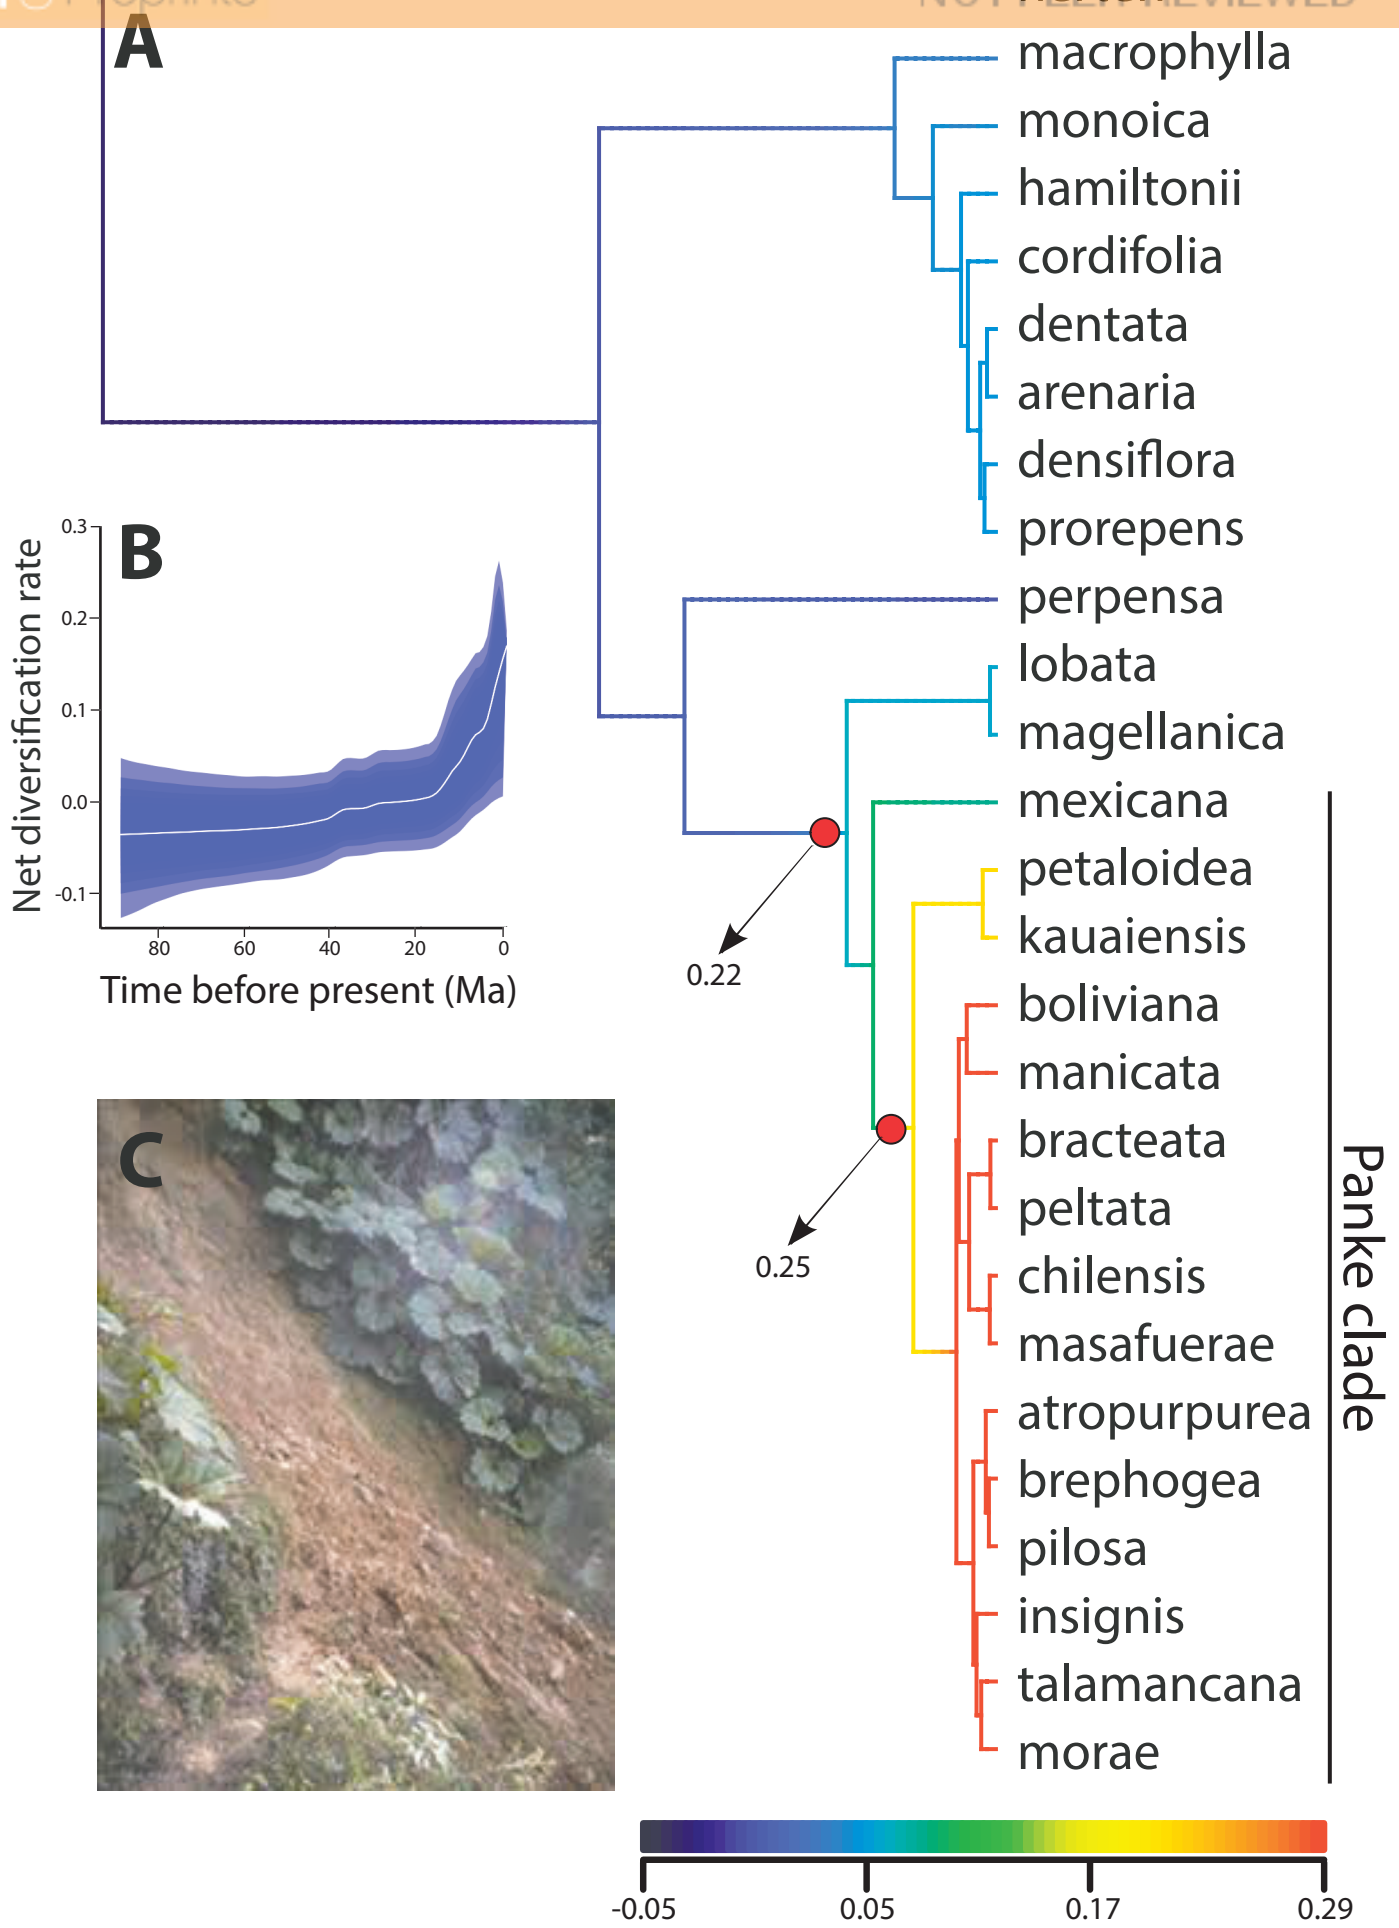 A
macrophylla
monoica
hamiltonii
cordifolia
dentata
arenaria
densiflora
prorepens
perpensa
lobata
magellanica
mexicana
petaloidea
kauaiensis
boliviana
manicata
bracteata
peltata
chilensis
masafuerae
atropurpurea
brephogea
pilosa
insignis
talamancana
morae
Panke clade
0.22
0.25
B
Net diversification rate
0.3
0.2
0.1
0.0
-0.1
80 60 40 20 0
Time before present (Ma)
C
-0.05 0.05 0.17 0.29